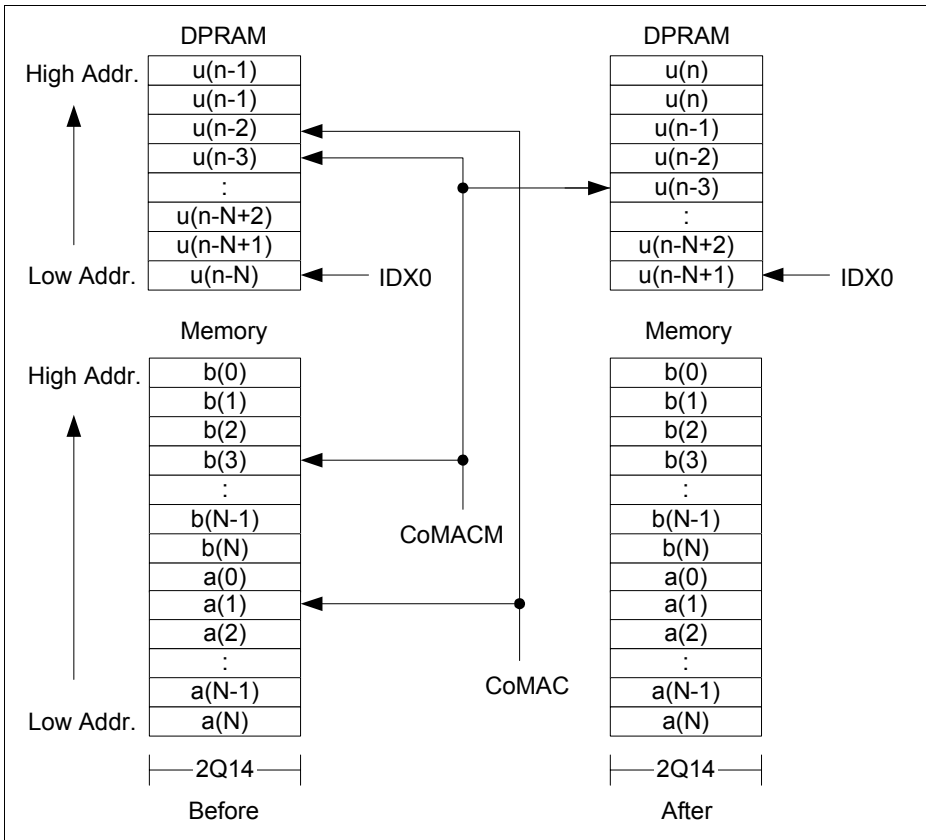 DPRAM DPRAM
High Addr. u(n-1) u(n)
u(n-1) u(n)
u(n-2) u(n-1)
u(n-3) u(n-2)
: u(n-3)
u(n-N+2) :
u(n-N+1) u(n-N+2)
Low Addr. u(n-N) IDX0 u(n-N+1) IDX0
Memory Memory
High Addr. b(0) b(0)
b(1) b(1)
b(2) b(2)
b(3) b(3)
: :
b(N-1) b(N-1)
CoMACM
b(N) b(N)
a(0) a(0)
a(1) a(1)
a(2) a(2)
: :
CoMAC
a(N-1) a(N-1)
Low Addr. a(N) a(N)
2Q14 2Q14
Before After